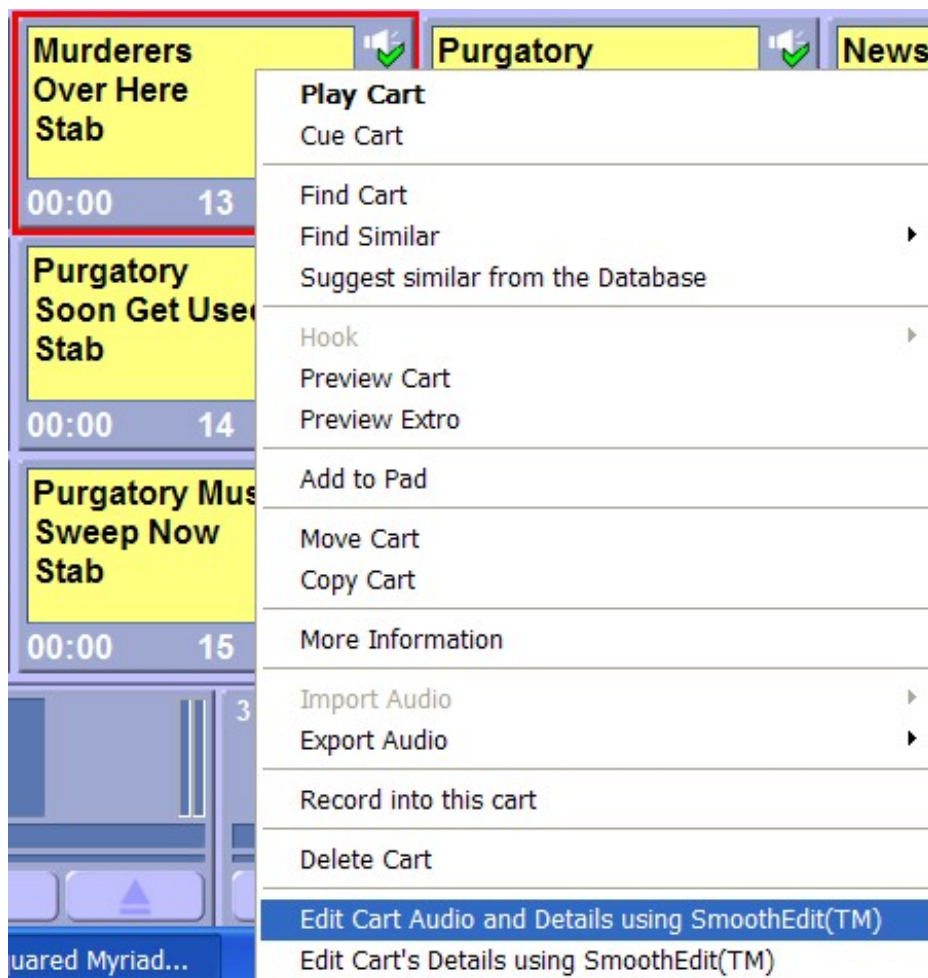 Murderers
Over Here
Stab
00:00 13
Purgatory
News
Purgatory
Soon Get Used
Stab
00:00 14
Purgatory Mus
Sweep Now
Stab
00:00 15
3
Play Cart
Cue Cart
Find Cart
Find Similar
Suggest similar from the Database
Hook
Preview Cart
Preview Extro
Add to Pad
Move Cart
Copy Cart
More Information
Import Audio
Export Audio
Record into this cart
Delete Cart
Edit Cart Audio and Details using SmoothEdit(TM)
Edit Cart's Details using SmoothEdit(TM)
uared Myriad...